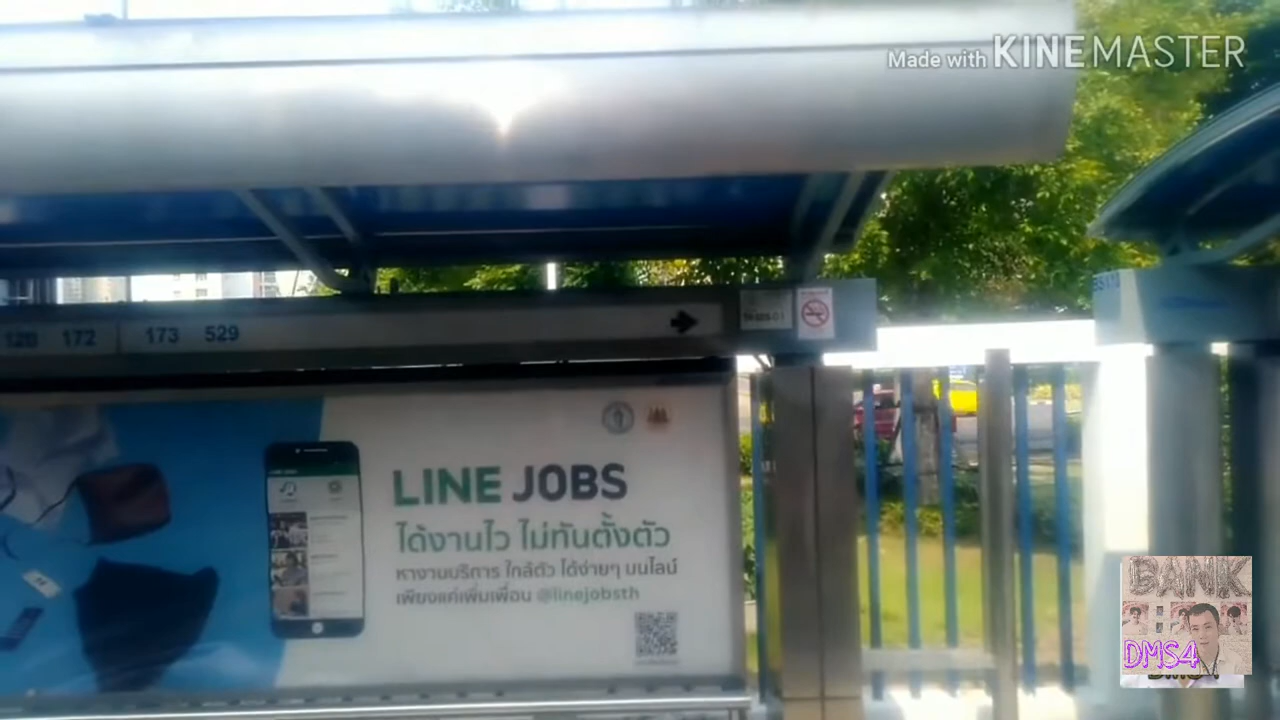 Made with KINEMASTER
172 173 529
LINE JOBS
ได้งานไว ไม่ทันตั้งตัว
หางานบริการ ใกล้ตัว ได้ง่ายๆ บนไลน์
เพียงแค่เพิ่มเพื่อน @linejobsth
BANK
DMS4